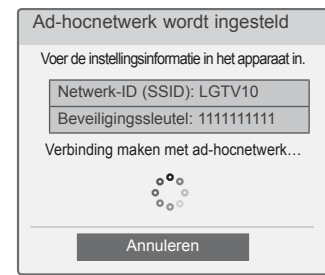 Ad-hocnetwerk wordt ingesteld
Voer de instellingsinformatie in het apparaat in.
Netwerk-ID (SSID): LGTV10
Beveiligingssleutel: 1111111111
Verbinding maken met ad-hocnetwerk…
Annuleren